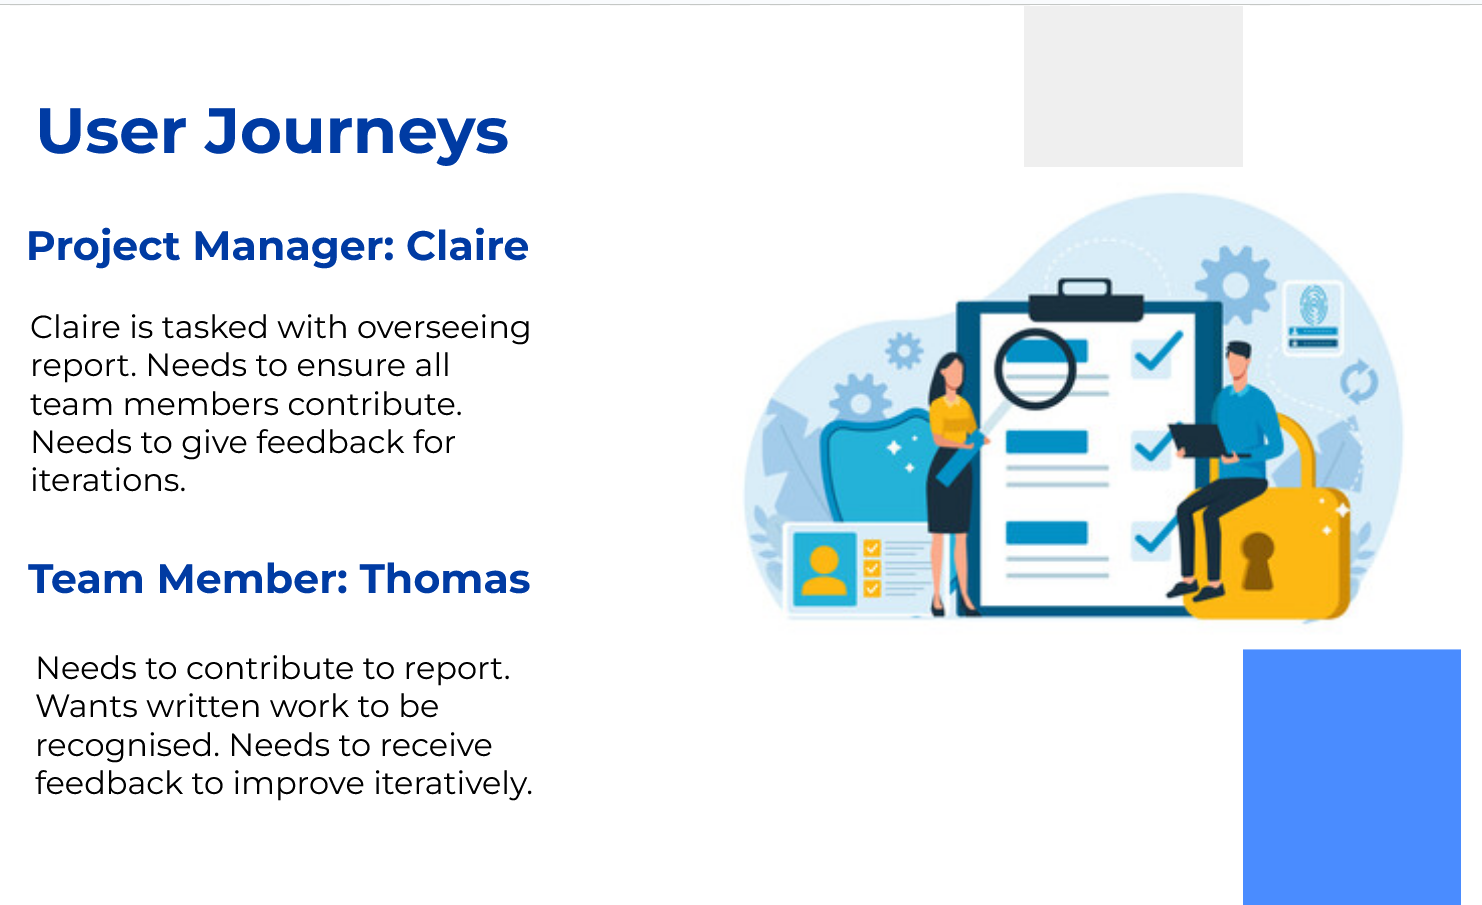 User Journeys
Project Manager: Claire
Claire is tasked with overseeing
report. Needs to ensure all
team members contribute.
Needs to give feedback for
iterations.
Team Member: Thomas
Needs to contribute to report.
Wants written work to be
recognised. Needs to receive
feedback to improve iteratively.